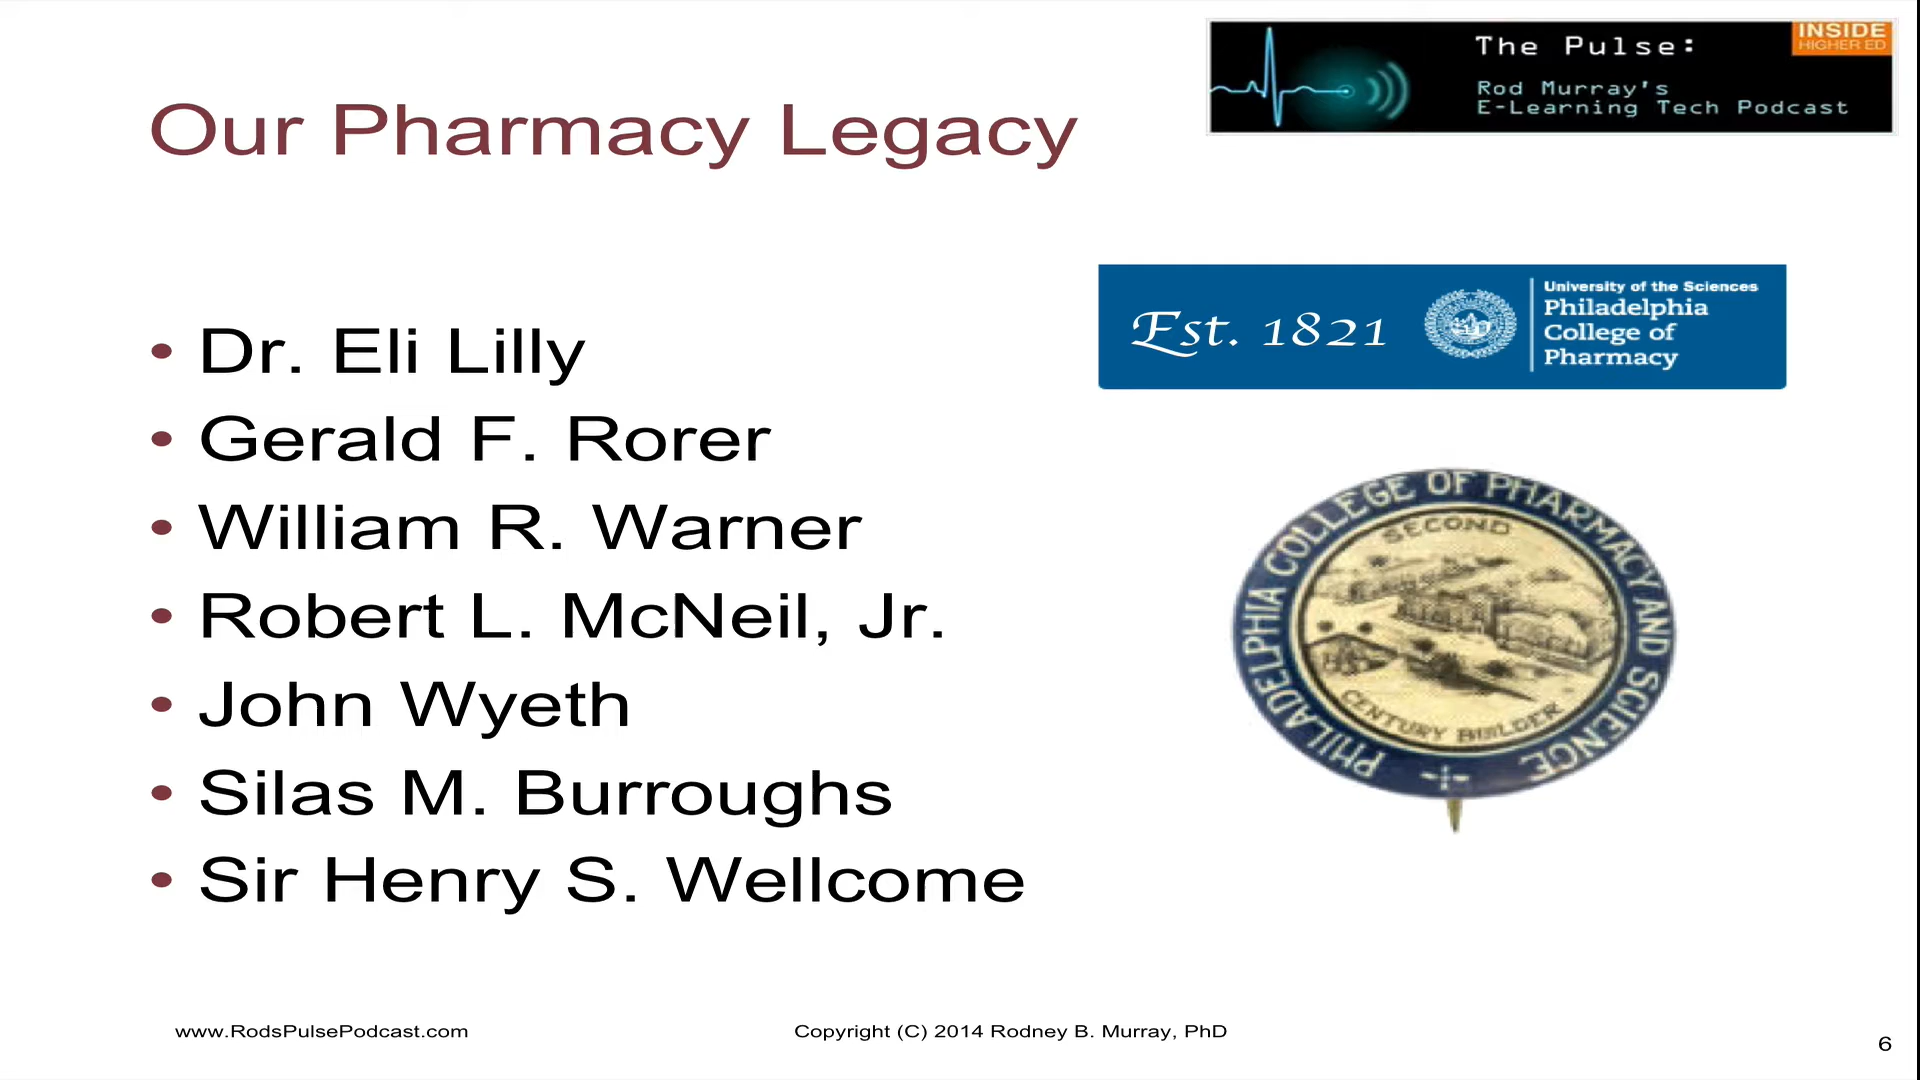 The Pulse:
INSIDE
HIGHER ED
Rod Murray's
E-Learning Tech Podcast
Our Pharmacy Legacy
Est. 1821
University of the Sciences
Philadelphia
College of
Pharmacy
• Dr. Eli Lilly
• Gerald F. Rorer
• William R. Warner
• Robert L. McNeil, Jr.
• John Wyeth
• Silas M. Burroughs
• Sir Henry S. Wellcome
PHILADELPHIA COLLEGE OF PHARMACY AND SCIENCE
SECOND
CENTURY BUILDER
www.RodsPulsePodcast.com
Copyright (C) 2014 Rodney B. Murray, PhD
6